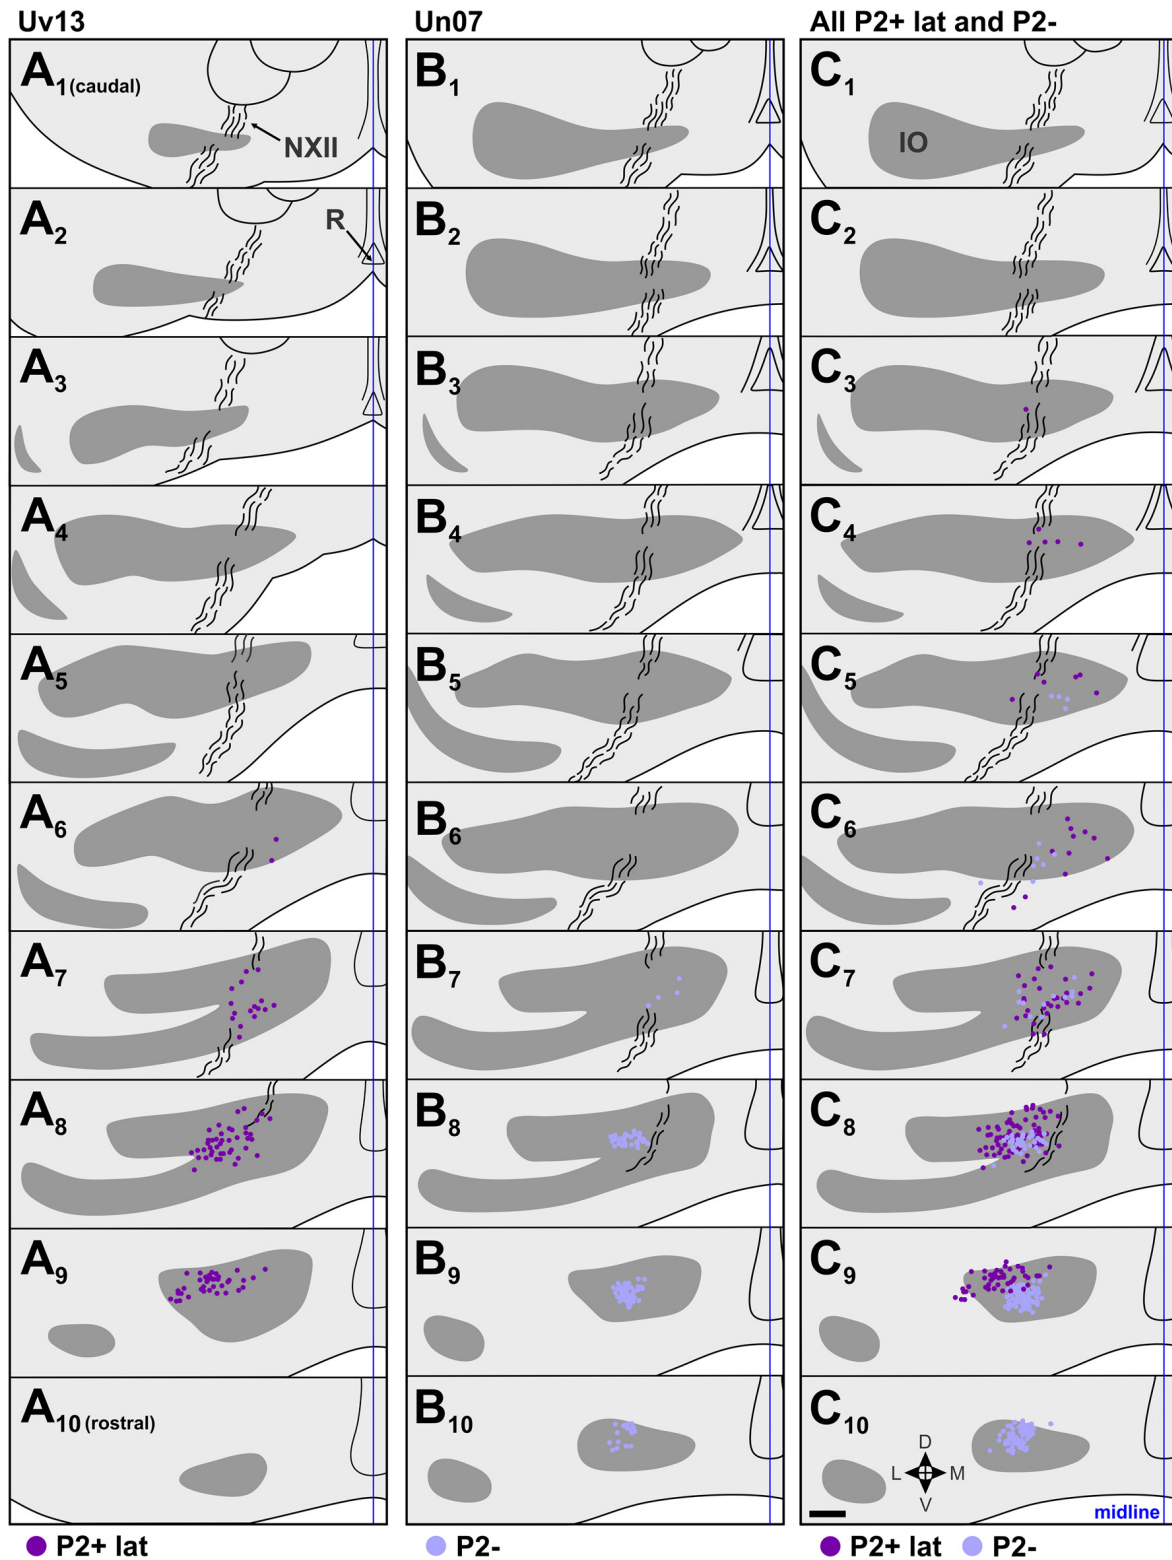 Uv13 Un07 All P2+ lat and P2-
A1 (caudal) B1 C1
NXII IO
A2 B2 C2
R
A3 B3 C3
A4 B4 C4
A5 B5 C5
A6 B6 C6
A7 B7 C7
A8 B8 C8
A9 B9 C9
A10 (rostral) B10 C10
D
L M
V
midline
P2+ lat P2- P2+ lat P2-